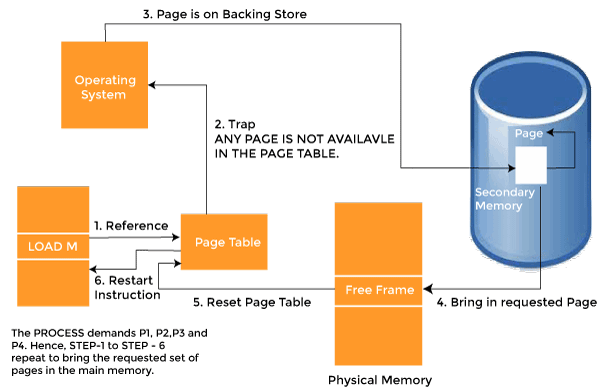 3. Page is on Backing Store
Operating
System
2. Trap
ANY PAGE IS NOT AVAILAVLE
IN THE PAGE TABLE.
Page
Secondary
Memory
1. Reference
LOAD M
Page Table
6. Restart
Instruction
Free Frame
5. Reset Page Table
4. Bring in requested Page
The PROCESS demands P1, P2,P3 and
P4. Hence, STEP-1 to STEP - 6
repeat to bring the requested set of
pages in the main memory.
Physical Memory